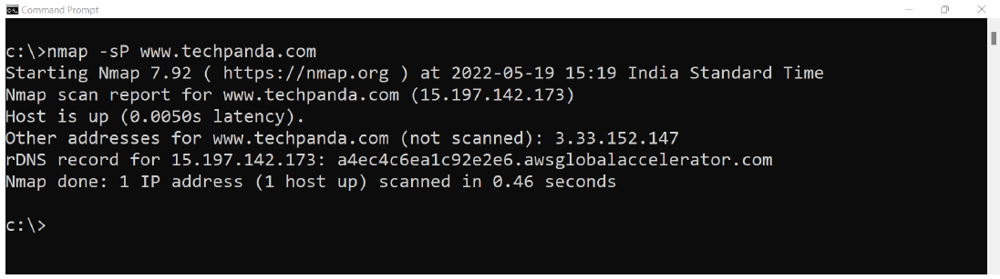 Command Prompt
c:\>nmap -sP www.techpanda.com
Starting Nmap 7.92 ( https://nmap.org ) at 2022-05-19 15:19 India Standard Time
Nmap scan report for www.techpanda.com (15.197.142.173)
Host is up (0.0050s latency).
Other addresses for www.techpanda.com (not scanned): 3.33.152.147
rDNS record for 15.197.142.173: a4ec4c6ea1c92e2e6.awsglobalaccelerator.com
Nmap done: 1 IP address (1 host up) scanned in 0.46 seconds
c:\>